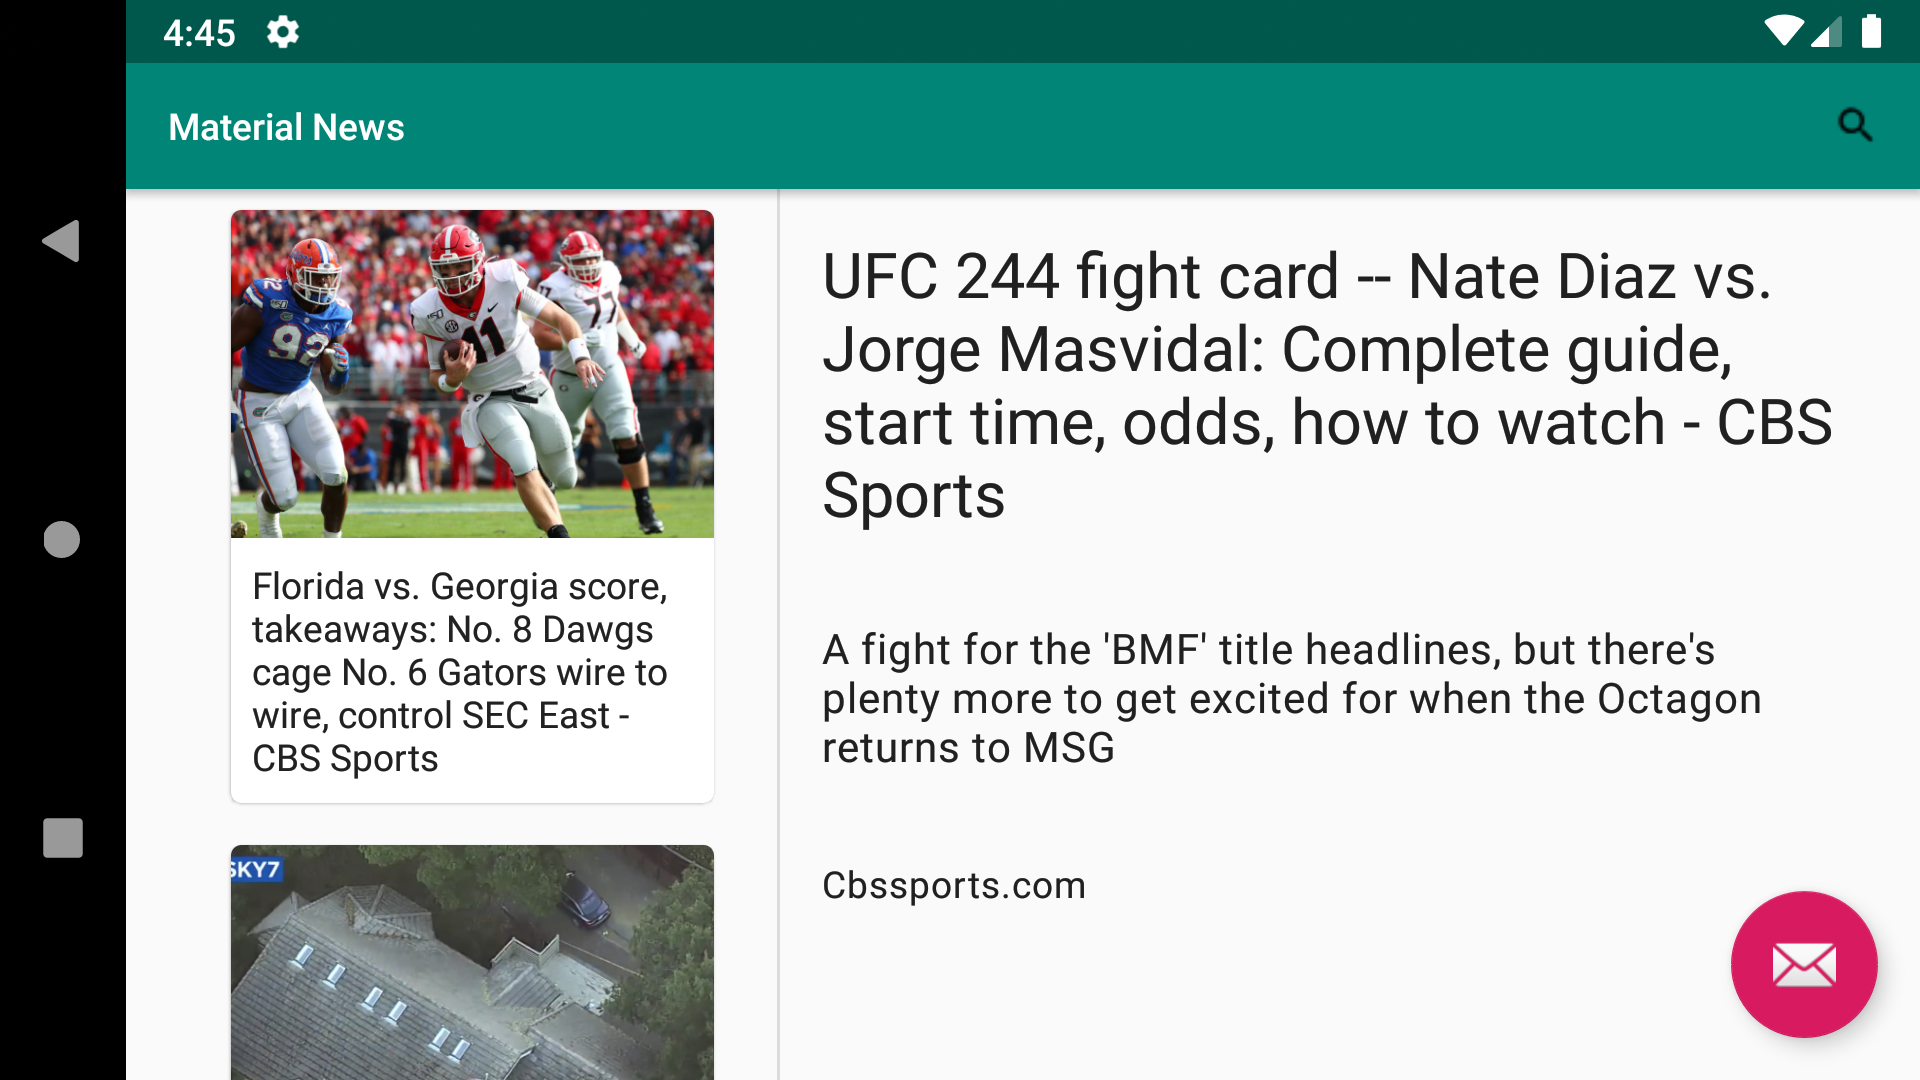 4:45
Material News
92
11
77
Florida vs. Georgia score,
takeaways: No. 8 Dawgs
cage No. 6 Gators wire to
wire, control SEC East -
CBS Sports
SKY7
UFC 244 fight card -- Nate Diaz vs.
Jorge Masvidal: Complete guide,
start time, odds, how to watch - CBS
Sports
A fight for the 'BMF' title headlines, but there's
plenty more to get excited for when the Octagon
returns to MSG
Cbssports.com